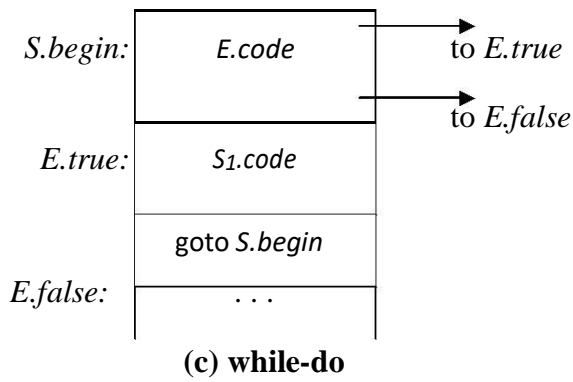 S.begin: E.code to E.true
to E.false
E.true: S1.code
goto S.begin
E.false: . . .
(c) while-do